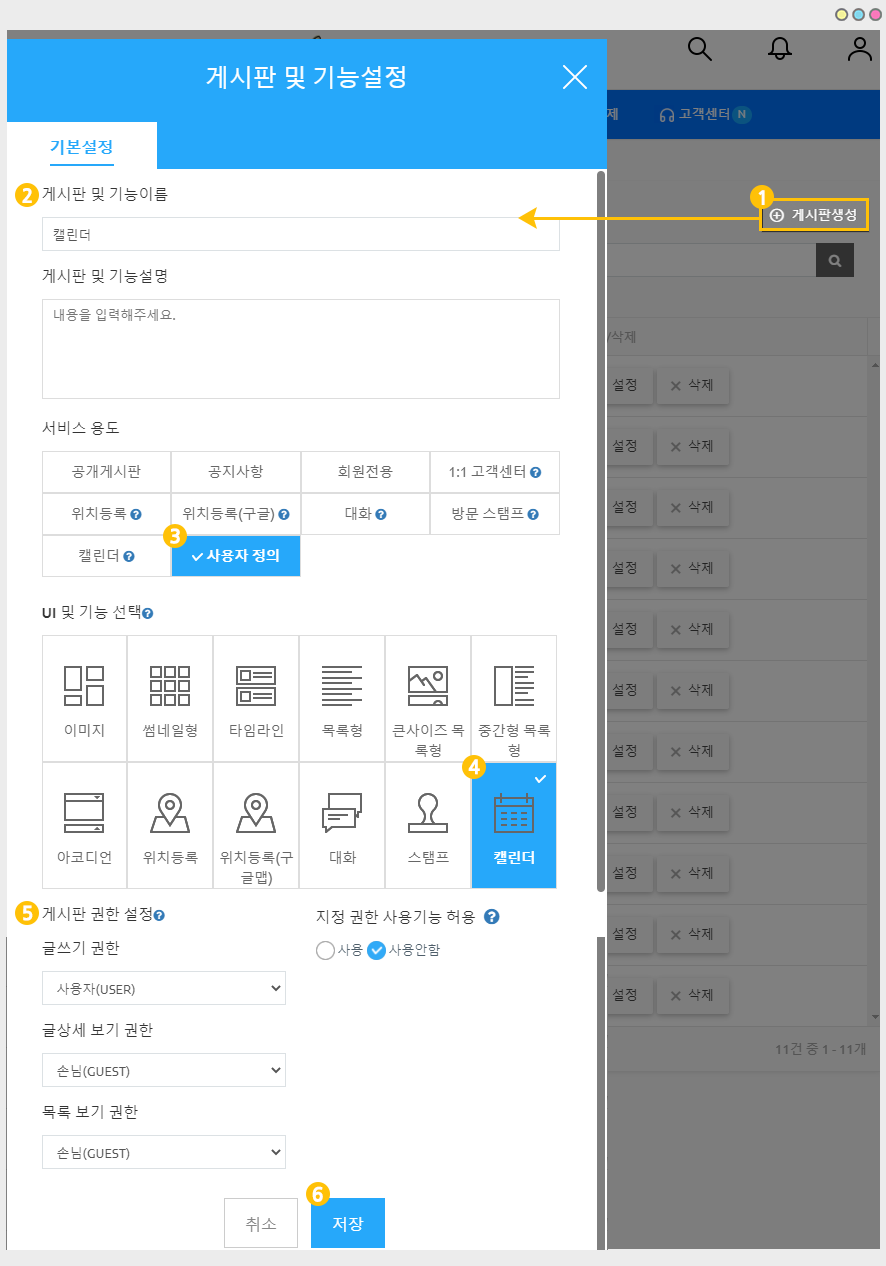 게시판 및 기능설정
제
고객센터 N
기본설정
2 게시판 및 기능이름
1
게시판생성
캘린더
게시판 및 기능설명
내용을 입력해주세요.
/삭제
서비스 용도
공개게시판 공지사항 회원전용 1:1 고객센터 ?
위치등록 ? 위치등록(구글) ? 대화 ? 방문 스탬프 ?
3
캘린더 ? 사용자 정의
UI 및 기능 선택 ?
이미지 썸네일형 타임라인 목록형 큰사이즈 목록형 중간형 목록형
4
아코디언 위치등록 위치등록(구글맵) 대화 스탬프 캘린더
설정 삭제
설정 삭제
설정 삭제
설정 삭제
설정 삭제
설정 삭제
설정 삭제
설정 삭제
설정 삭제
설정 삭제
설정 삭제
11건 중 1 - 11개
5 게시판 권한 설정 ?
지정 권한 사용기능 허용 ?
글쓰기 권한
사용 사용안함
사용자(USER)
글상세 보기 권한
손님(GUEST)
목록 보기 권한
손님(GUEST)
6
취소 저장